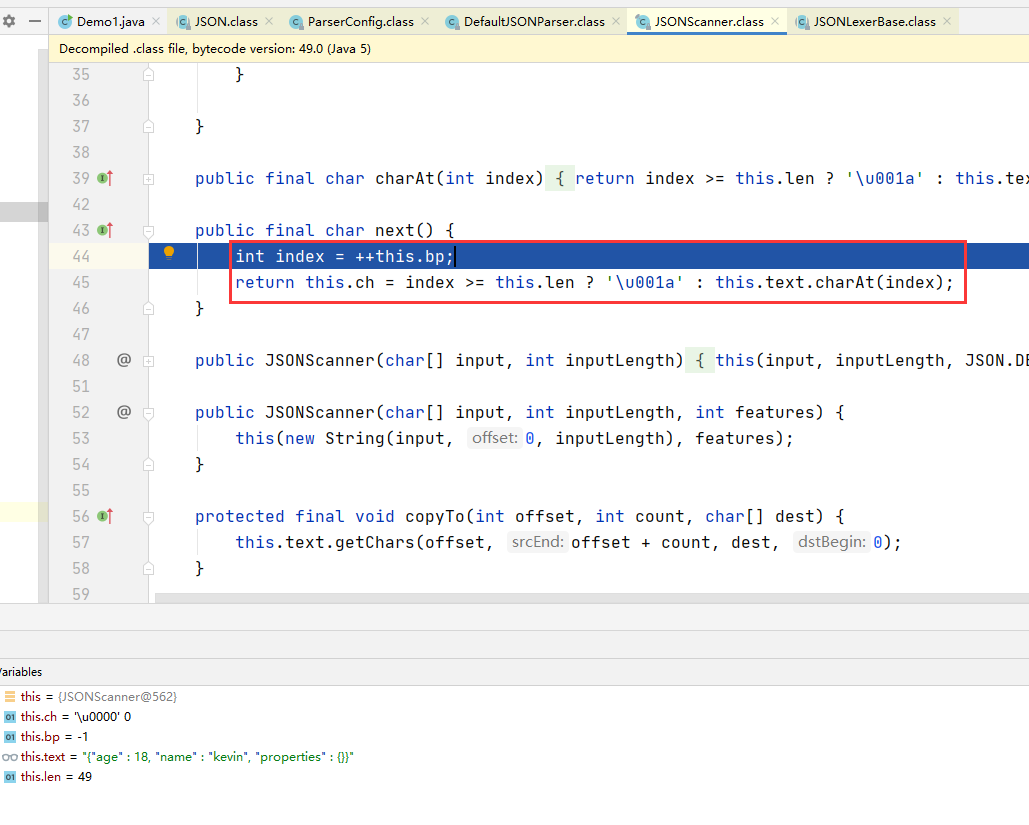 Demo1.java JSON.class ParserConfig.class DefaultJSONParser.class JSONScanner.class JSONLexerBase.class
Decompiled .class file, bytecode version: 49.0 (Java 5)
35 }
36
37 }
38
39 public final char charAt(int index) { return index >= this.len ? '\u001a' : this.tex
42
43 public final char next() {
44 int index = ++this.bp;
45 return this.ch = index >= this.len ? '\u001a' : this.text.charAt(index);
46 }
47
48 @ public JSONScanner(char[] input, int inputLength) { this(input, inputLength, JSON.DE
51
52 @ public JSONScanner(char[] input, int inputLength, int features) {
53 this(new String(input, offset: 0, inputLength), features);
54 }
55
56 protected final void copyTo(int offset, int count, char[] dest) {
57 this.text.getChars(offset, srcEnd: offset + count, dest, dstBegin: 0);
58 }
59
Variables
this = {JSONScanner@562}
01 this.ch = '\u0000' 0
01 this.bp = -1
this.text = "{"age" : 18, "name" : "kevin", "properties" : {}}"
01 this.len = 49